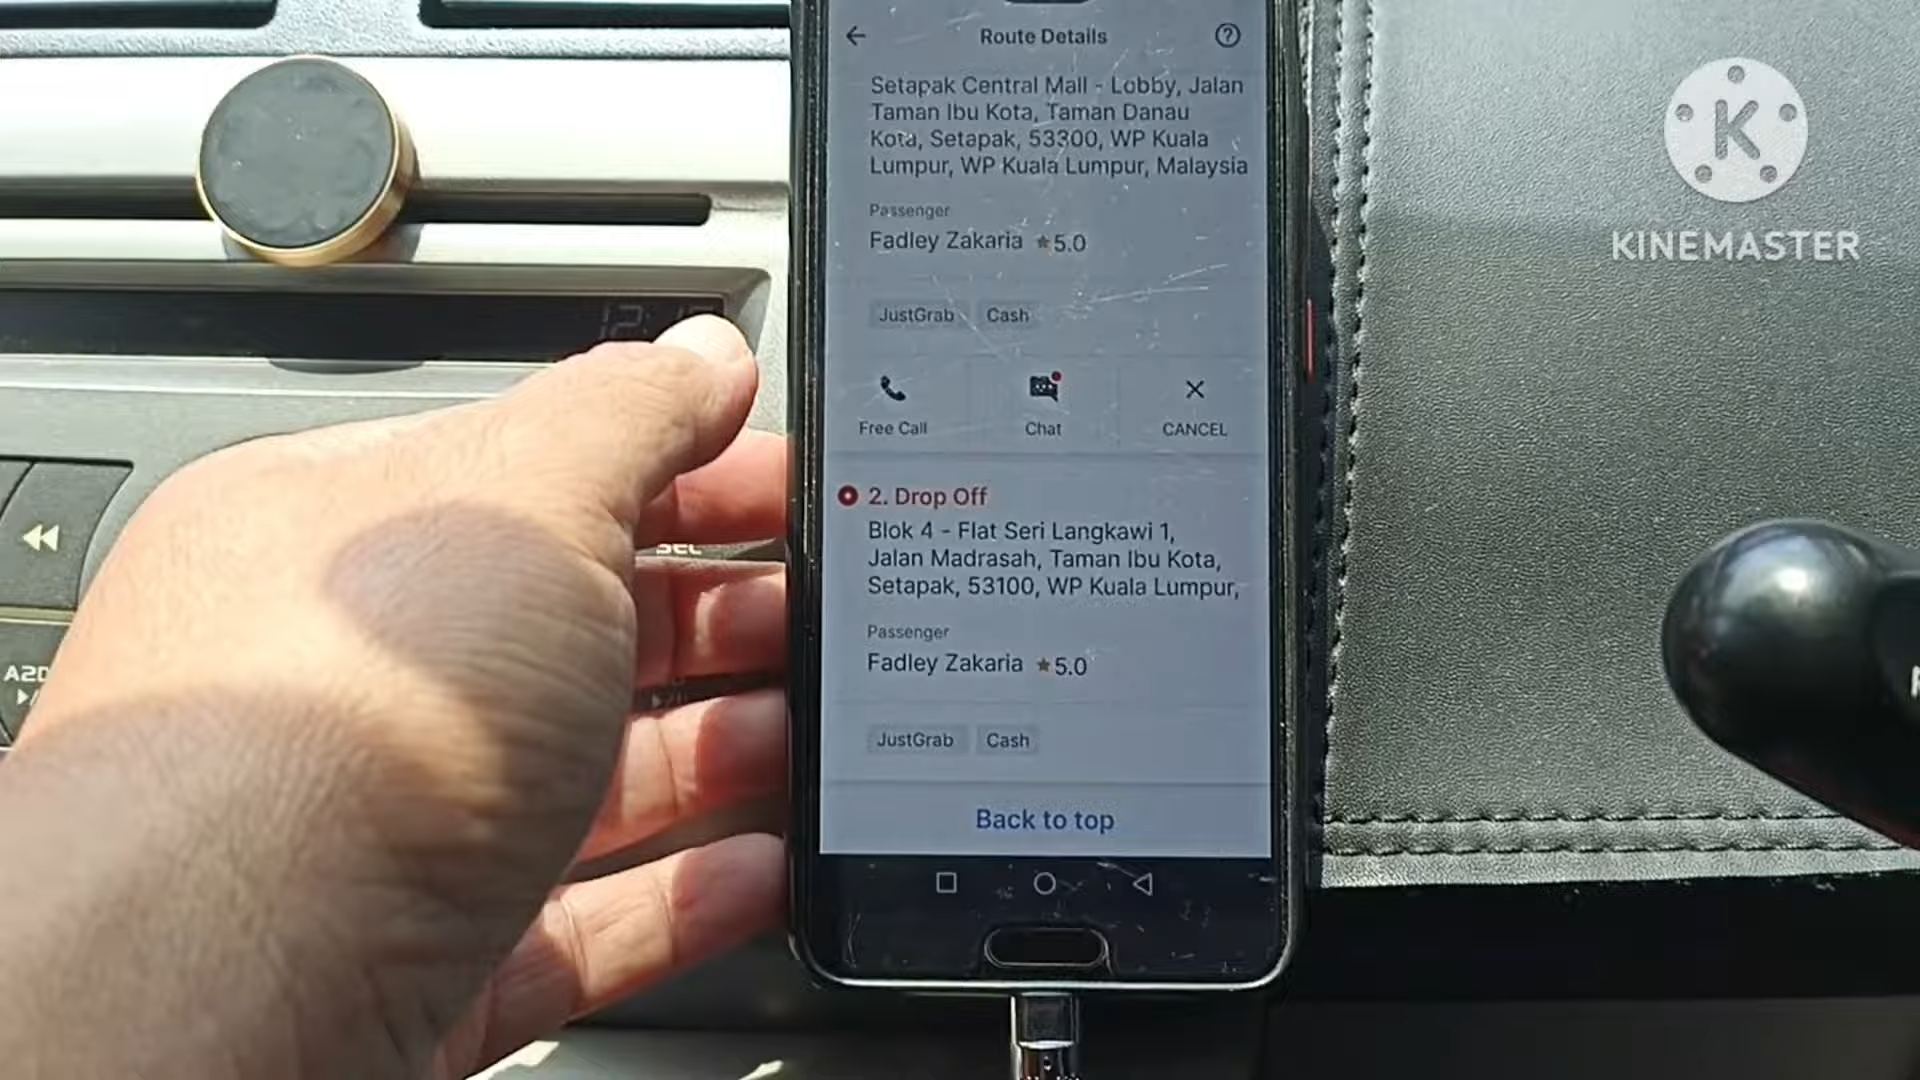 Route Details
Setapak Central Mall - Lobby, Jalan
Taman Ibu Kota, Taman Danau
Kota, Setapak, 53300, WP Kuala
Lumpur, WP Kuala Lumpur, Malaysia
Passenger
Fadley Zakaria ★5.0
JustGrab Cash
Free Call Chat CANCEL
2. Drop Off
Blok 4 - Flat Seri Langkawi 1,
Jalan Madrasah, Taman Ibu Kota,
Setapak, 53100, WP Kuala Lumpur,
Passenger
Fadley Zakaria ★5.0
JustGrab Cash
Back to top
K
KINEMASTER
SEL